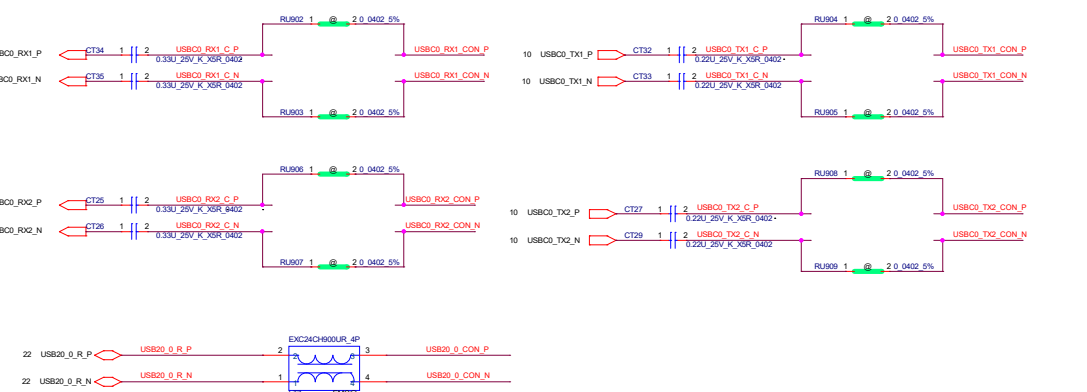 RU902 1 @ 2 0_0402_5%
BC0_RX1_P CT34 1 2 USBC0_RX1_C_P USBC0_RX1_CON_P
0.33U_25V_K_X5R_0402
BC0_RX1_N CT35 1 2 USBC0_RX1_C_N USBC0_RX1_CON_N
0.33U_25V_K_X5R_0402
RU903 1 @ 2 0_0402_5%
RU904 1 @ 2 0_0402_5%
10 USBC0_TX1_P CT32 1 2 USBC0_TX1_C_P USBC0_TX1_CON_P
0.22U_25V_K_X5R_0402
10 USBC0_TX1_N CT33 1 2 USBC0_TX1_C_N USBC0_TX1_CON_N
0.22U_25V_K_X5R_0402
RU905 1 @ 2 0_0402_5%
RU906 1 @ 2 0_0402_5%
BC0_RX2_P CT25 1 2 USBC0_RX2_C_P USBC0_RX2_CON_P
0.33U_25V_K_X5R_0402
BC0_RX2_N CT26 1 2 USBC0_RX2_C_N USBC0_RX2_CON_N
0.33U_25V_K_X5R_0402
RU907 1 @ 2 0_0402_5%
RU908 1 @ 2 0_0402_5%
10 USBC0_TX2_P CT27 1 2 USBC0_TX2_C_P USBC0_TX2_CON_P
0.22U_25V_K_X5R_0402
10 USBC0_TX2_N CT29 1 2 USBC0_TX2_C_N USBC0_TX2_CON_N
0.22U_25V_K_X5R_0402
RU909 1 @ 2 0_0402_5%
EXC24CH900UR_4P
22 USB20_0_R_P USB20_0_R_P 2 3 USB20_0_CON_P
22 USB20_0_R_N USB20_0_R_N 1 4 USB20_0_CON_N